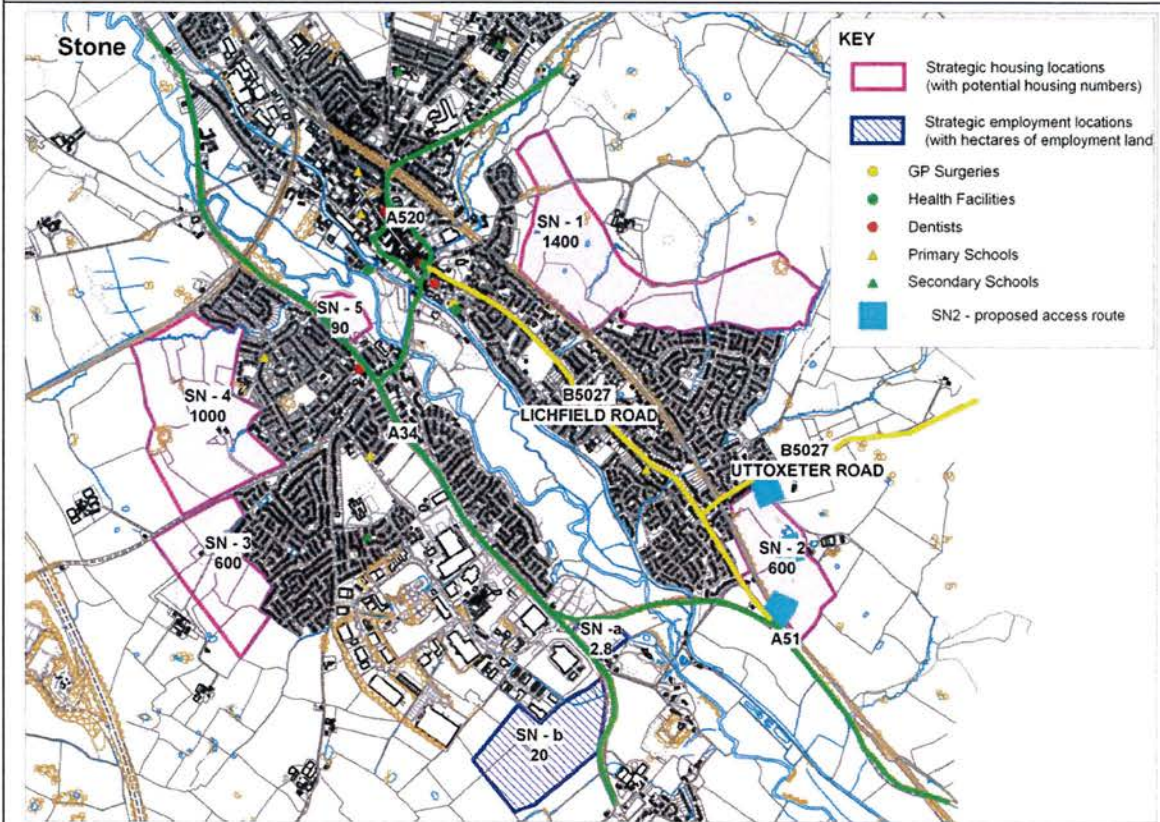 Stone
KEY
Strategic housing locations
(with potential housing numbers)
Strategic employment locations
(with hectares of employment land
GP Surgeries
Health Facilities
Dentists
Primary Schools
Secondary Schools
SN2 - proposed access route
A520
SN - 1
1400
SN - 5
90
SN - 4
1000
A34
B5027
LICHFIELD ROAD
B5027
UTTOXETER ROAD
SN - 3
600
SN - 2
600
SN -a
2.8
A51
SN - b
20